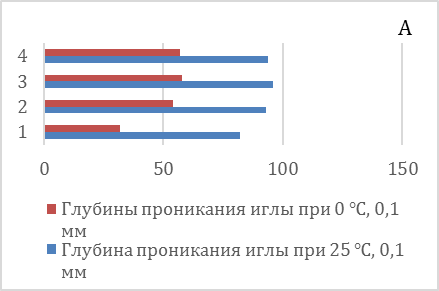 А
4
3
2
1
0 50 100 150
Глубины проникания иглы при 0 °С, 0,1
мм
Глубина проникания иглы при 25 °С, 0,1
мм